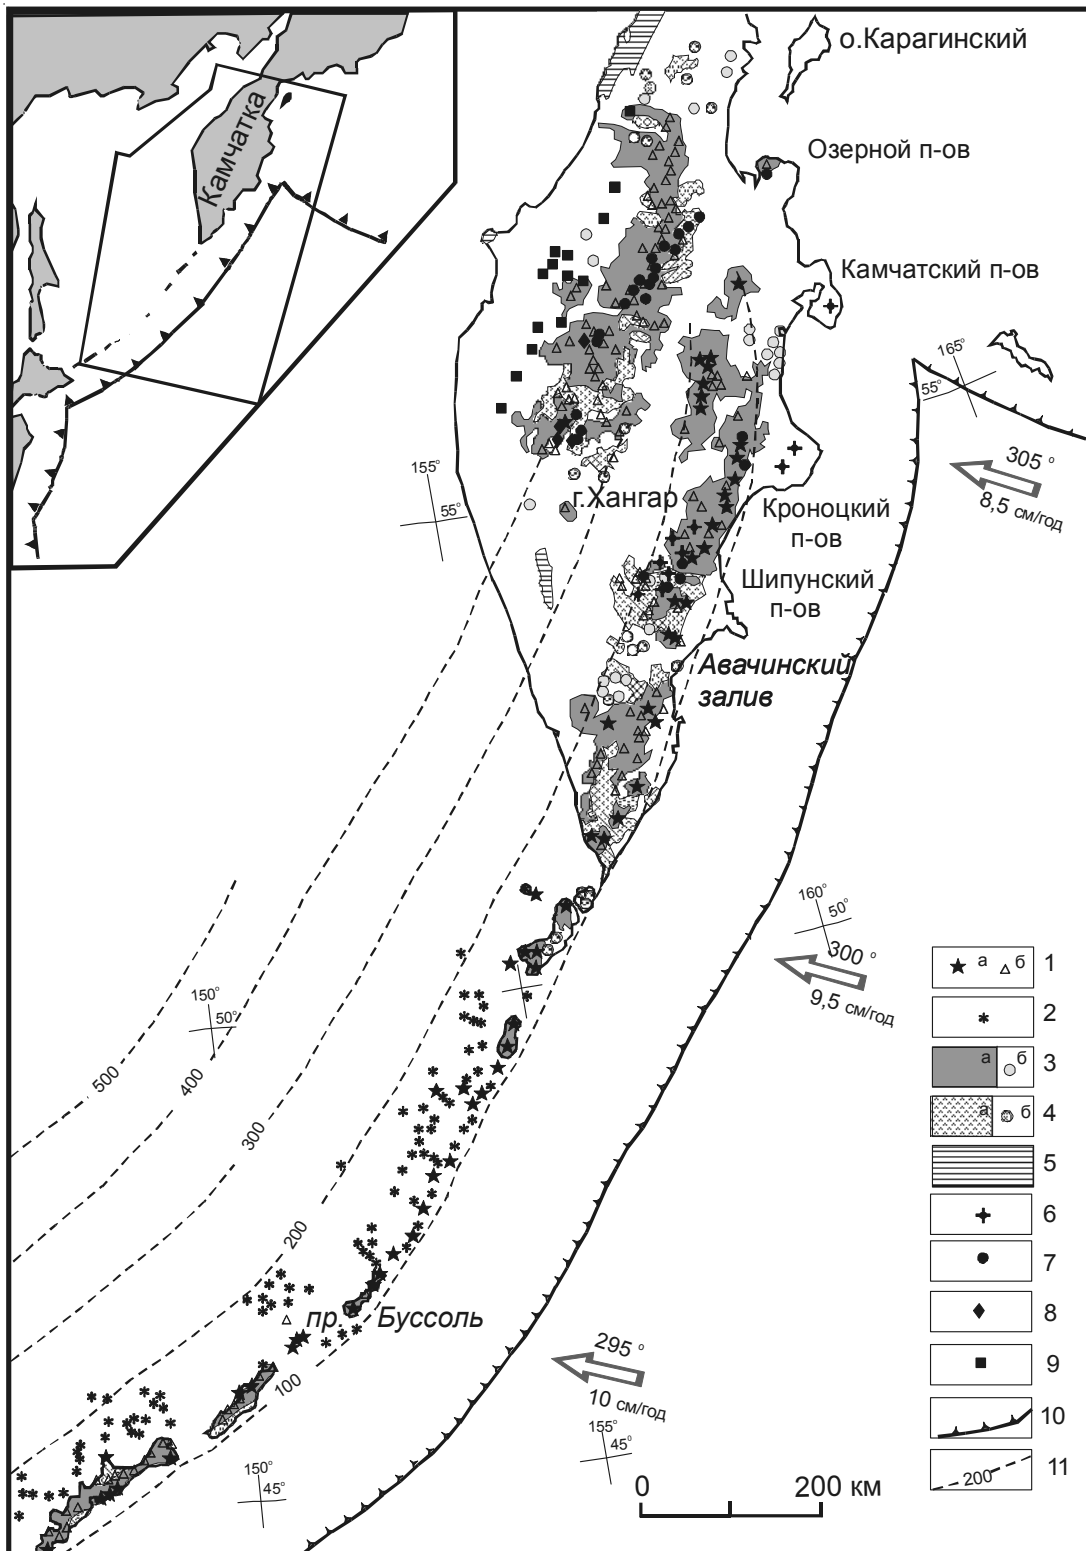 о.Карагинский
Камчатка
Озерной п-ов
Камчатский п-ов
165°
55°
305 °
8,5 см/год
155°
55°
г.Хангар
Кроноцкий
п-ов
Шипунский
п-ов
Авачинский
залив
160°
50°
300 °
9,5 см/год
150°
50°
500
400
300
200
100
пр. Буссоль
295 °
10 см/год
155°
45°
150°
45°
0 200 км
а б 1
2
а б 3
а б 4
5
6
7
8
9
10
200 11